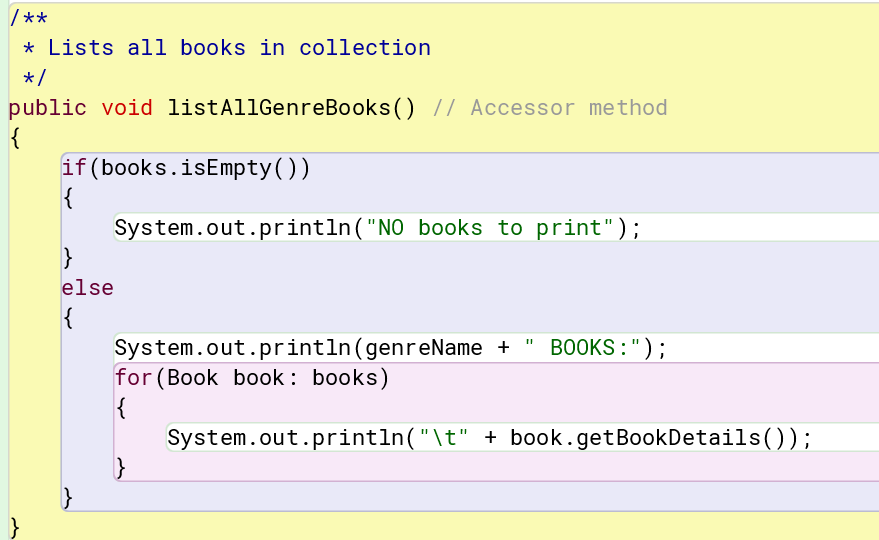 /**
 * Lists all books in collection
 */
public void listAllGenreBooks() // Accessor method
{
    if(books.isEmpty())
    {
        System.out.println("NO books to print");
    }
    else
    {
        System.out.println(genreName + " BOOKS:");
        for(Book book: books)
        {
            System.out.println("\t" + book.getBookDetails());
        }
    }
}